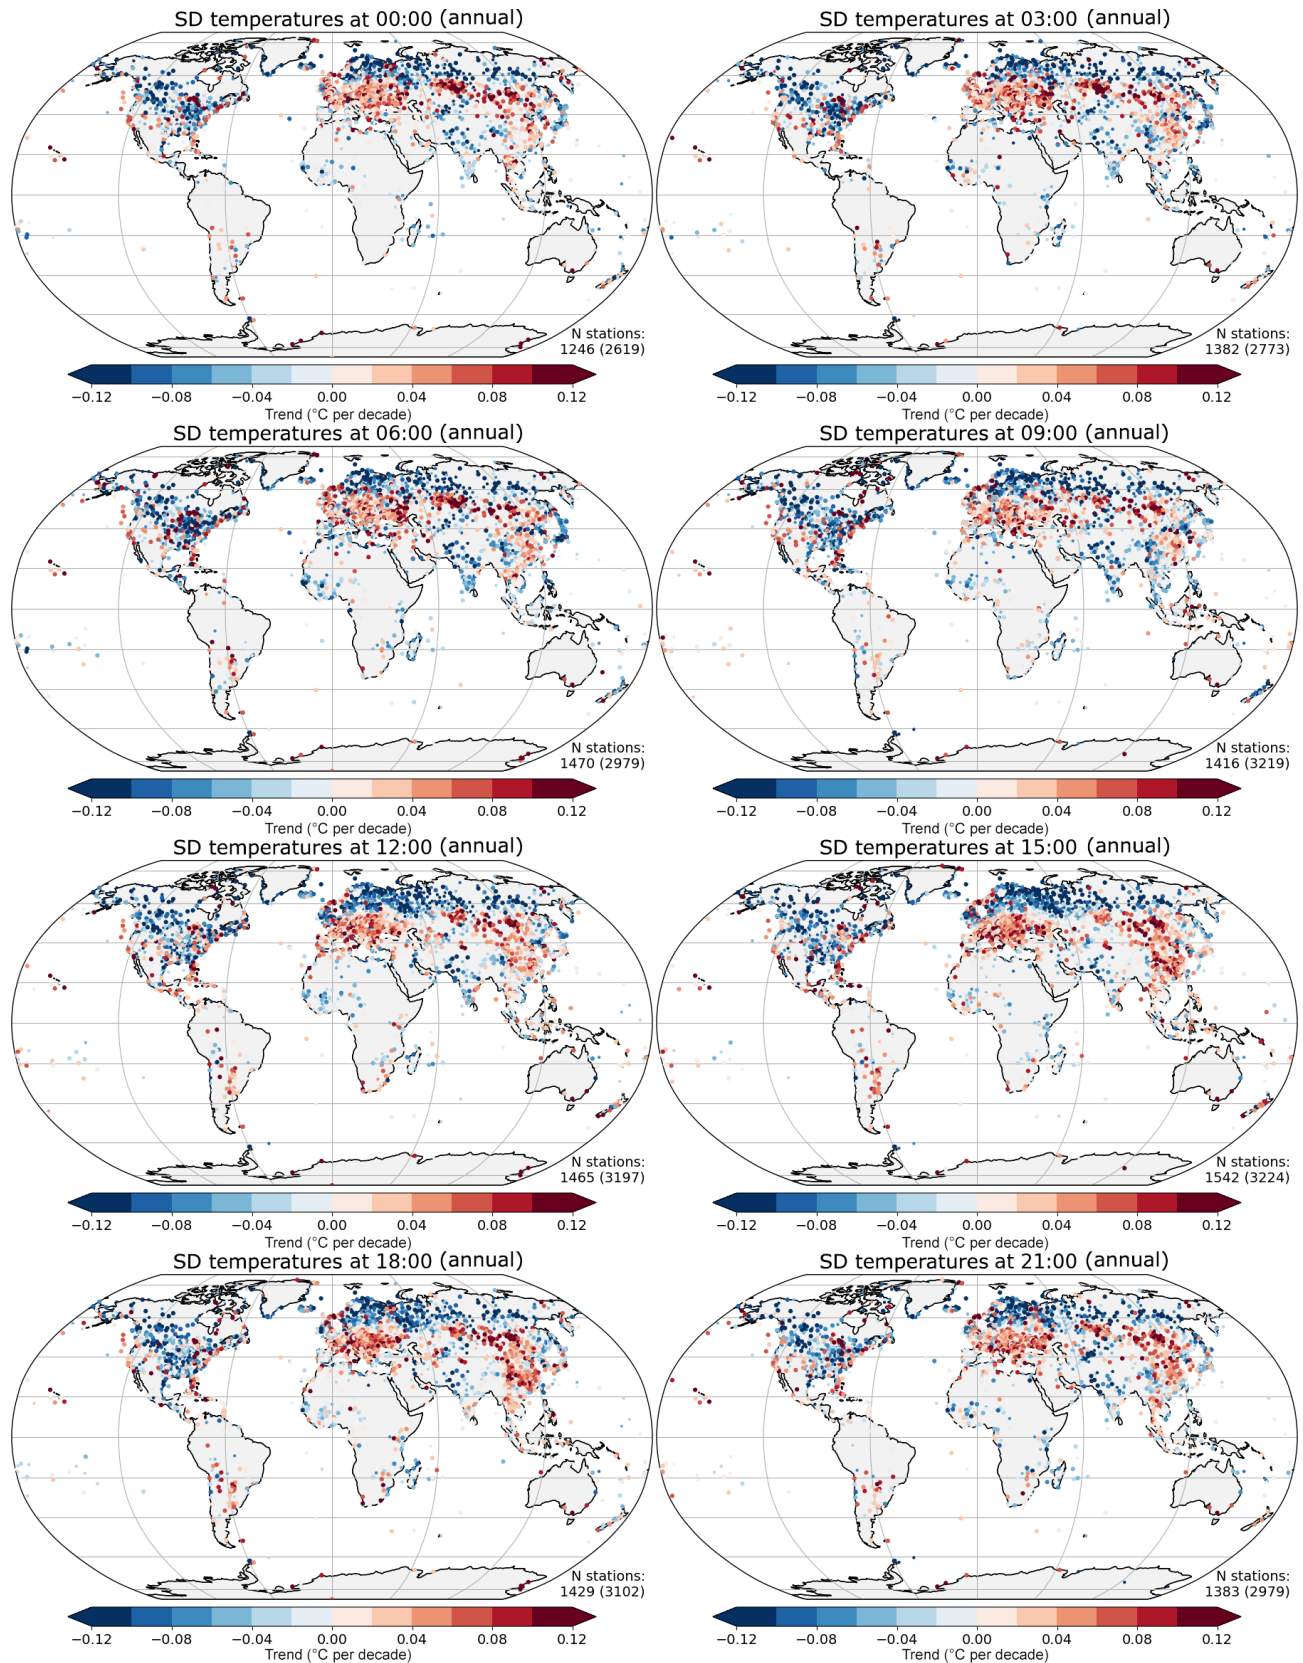 SD temperatures at 00:00 (annual)
N stations:
1246 (2619)
−0.12 −0.08 −0.04 0.00 0.04 0.08 0.12
Trend (°C per decade)
SD temperatures at 03:00 (annual)
N stations:
1382 (2773)
−0.12 −0.08 −0.04 0.00 0.04 0.08 0.12
Trend (°C per decade)
SD temperatures at 06:00 (annual)
N stations:
1470 (2979)
−0.12 −0.08 −0.04 0.00 0.04 0.08 0.12
Trend (°C per decade)
SD temperatures at 09:00 (annual)
N stations:
1416 (3219)
−0.12 −0.08 −0.04 0.00 0.04 0.08 0.12
Trend (°C per decade)
SD temperatures at 12:00 (annual)
N stations:
1465 (3197)
−0.12 −0.08 −0.04 0.00 0.04 0.08 0.12
Trend (°C per decade)
SD temperatures at 15:00 (annual)
N stations:
1542 (3224)
−0.12 −0.08 −0.04 0.00 0.04 0.08 0.12
Trend (°C per decade)
SD temperatures at 18:00 (annual)
N stations:
1429 (3102)
−0.12 −0.08 −0.04 0.00 0.04 0.08 0.12
Trend (°C per decade)
SD temperatures at 21:00 (annual)
N stations:
1383 (2979)
−0.12 −0.08 −0.04 0.00 0.04 0.08 0.12
Trend (°C per decade)